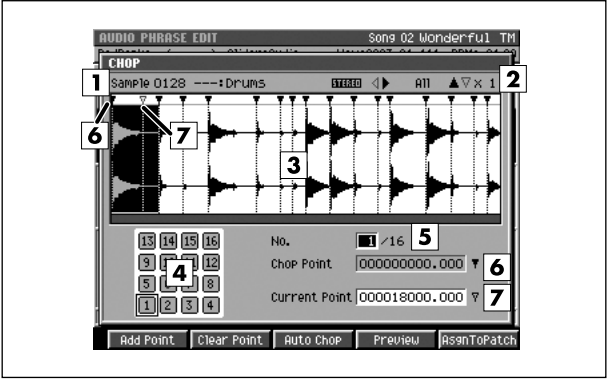 AUDIO PHRASE EDIT Song 02 Wonderful TM
CHOP
1 Sample 0128 ---:Drums STEREO All x 1 2
6 7
3
13 14 15 16 No. 1 /16 5
9 12 Chop Point 000000000.000 6
4
5 8
1 2 3 4 Current Point 000018000.000 7
Add Point Clear Point Auto Chop Preview AsgnToPatch